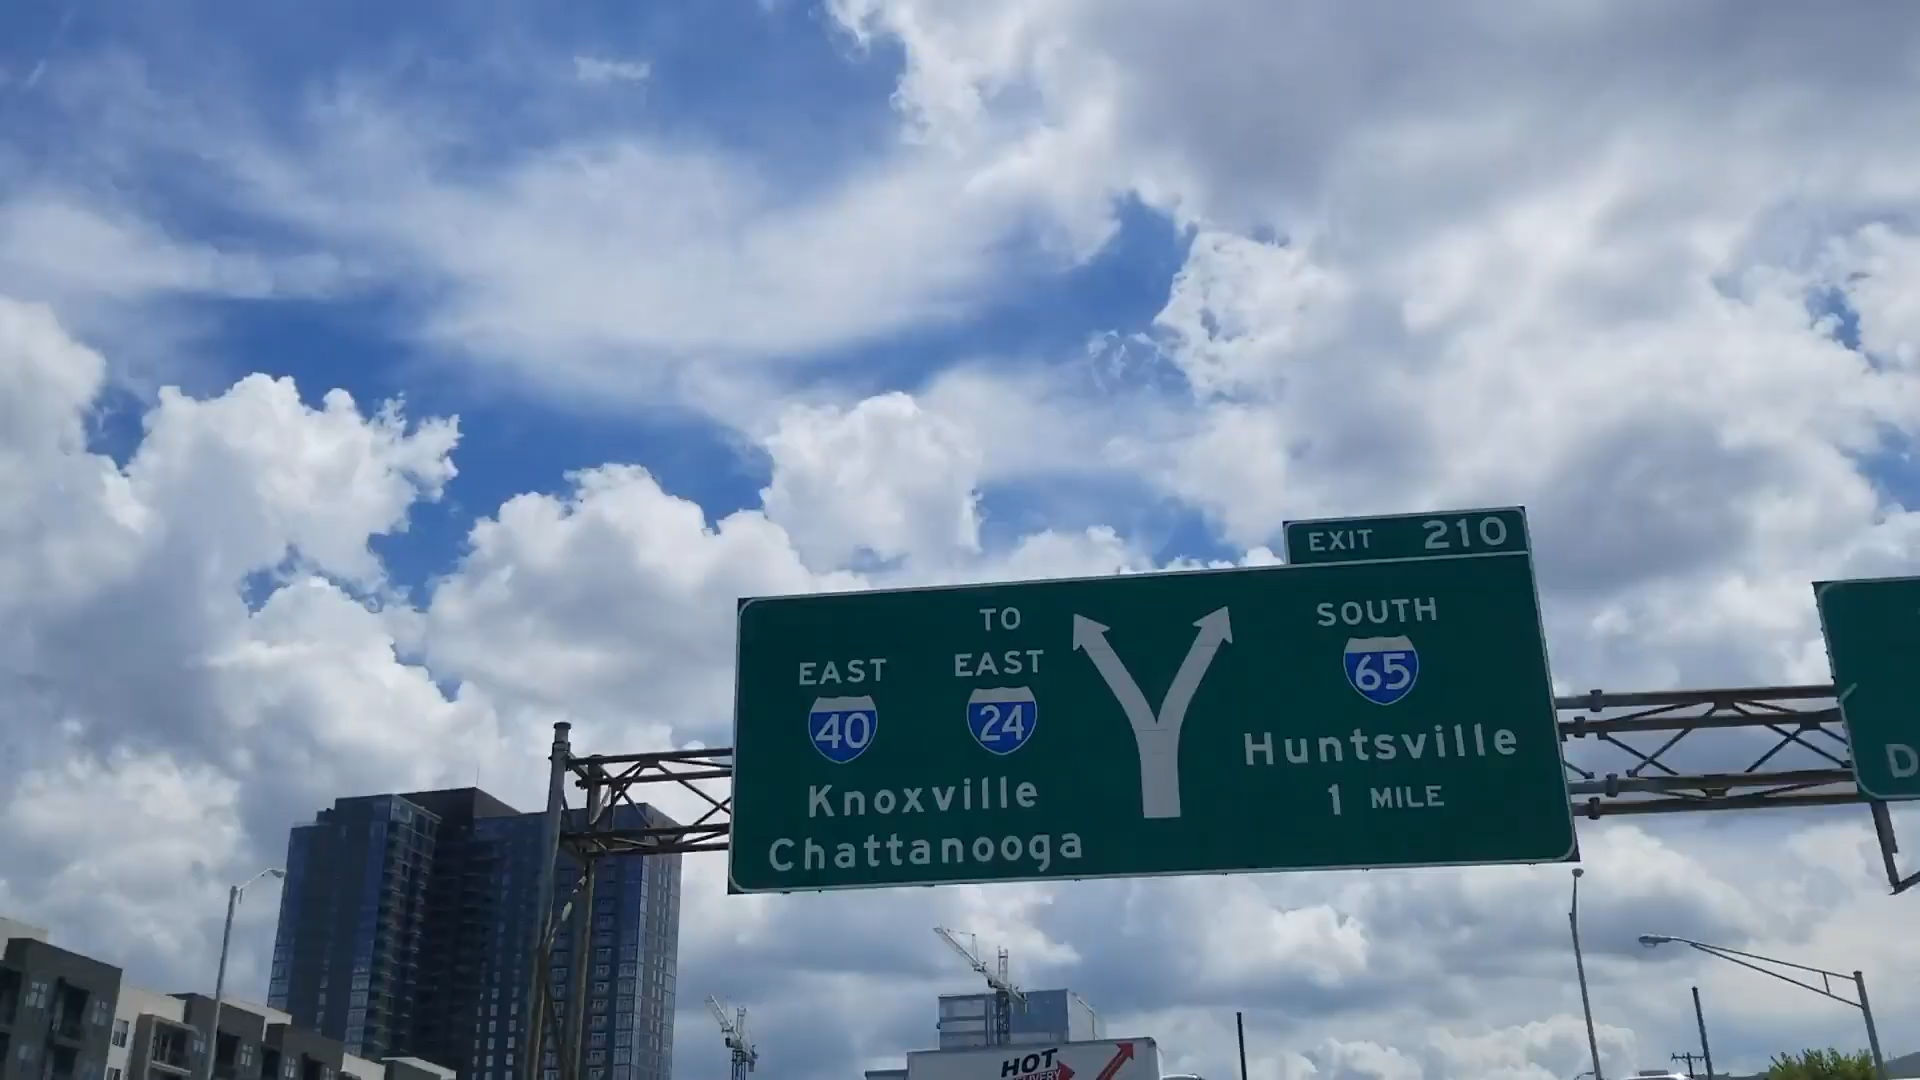 EXIT 210
TO
EAST EAST
40 24
Knoxville
Chattanooga
SOUTH
65
Huntsville
1 MILE
D
HOT